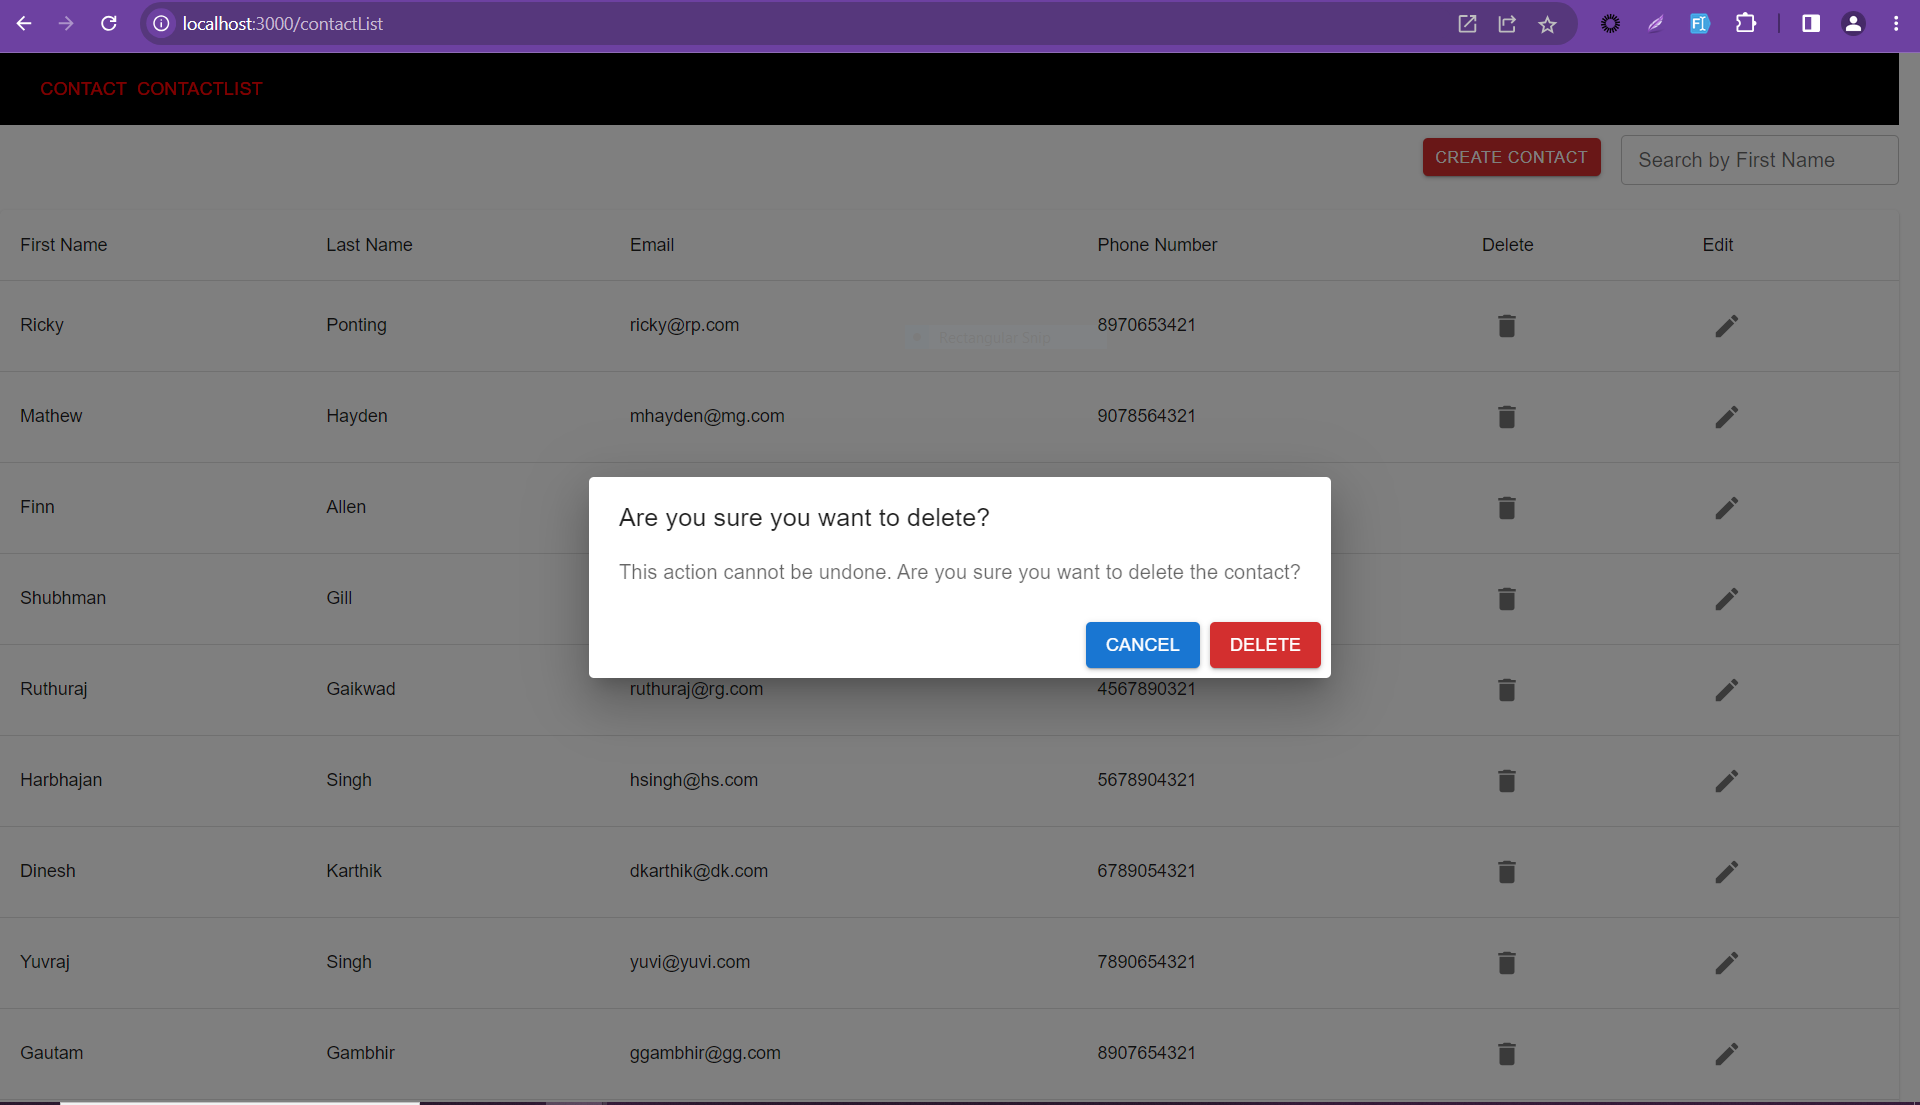 localhost:3000/contactList
CONTACT CONTACTLIST
CREATE CONTACT Search by First Name
First Name Last Name Email Phone Number Delete Edit
Ricky Ponting ricky@rp.com 8970653421
Rectangular Snip
Mathew Hayden mhayden@mg.com 9078564321
Finn Allen
Shubhman Gill
Are you sure you want to delete?
This action cannot be undone. Are you sure you want to delete the contact?
CANCEL DELETE
Ruthuraj Gaikwad ruthuraj@rg.com 4567890321
Harbhajan Singh hsingh@hs.com 5678904321
Dinesh Karthik dkarthik@dk.com 6789054321
Yuvraj Singh yuvi@yuvi.com 7890654321
Gautam Gambhir ggambhir@gg.com 8907654321